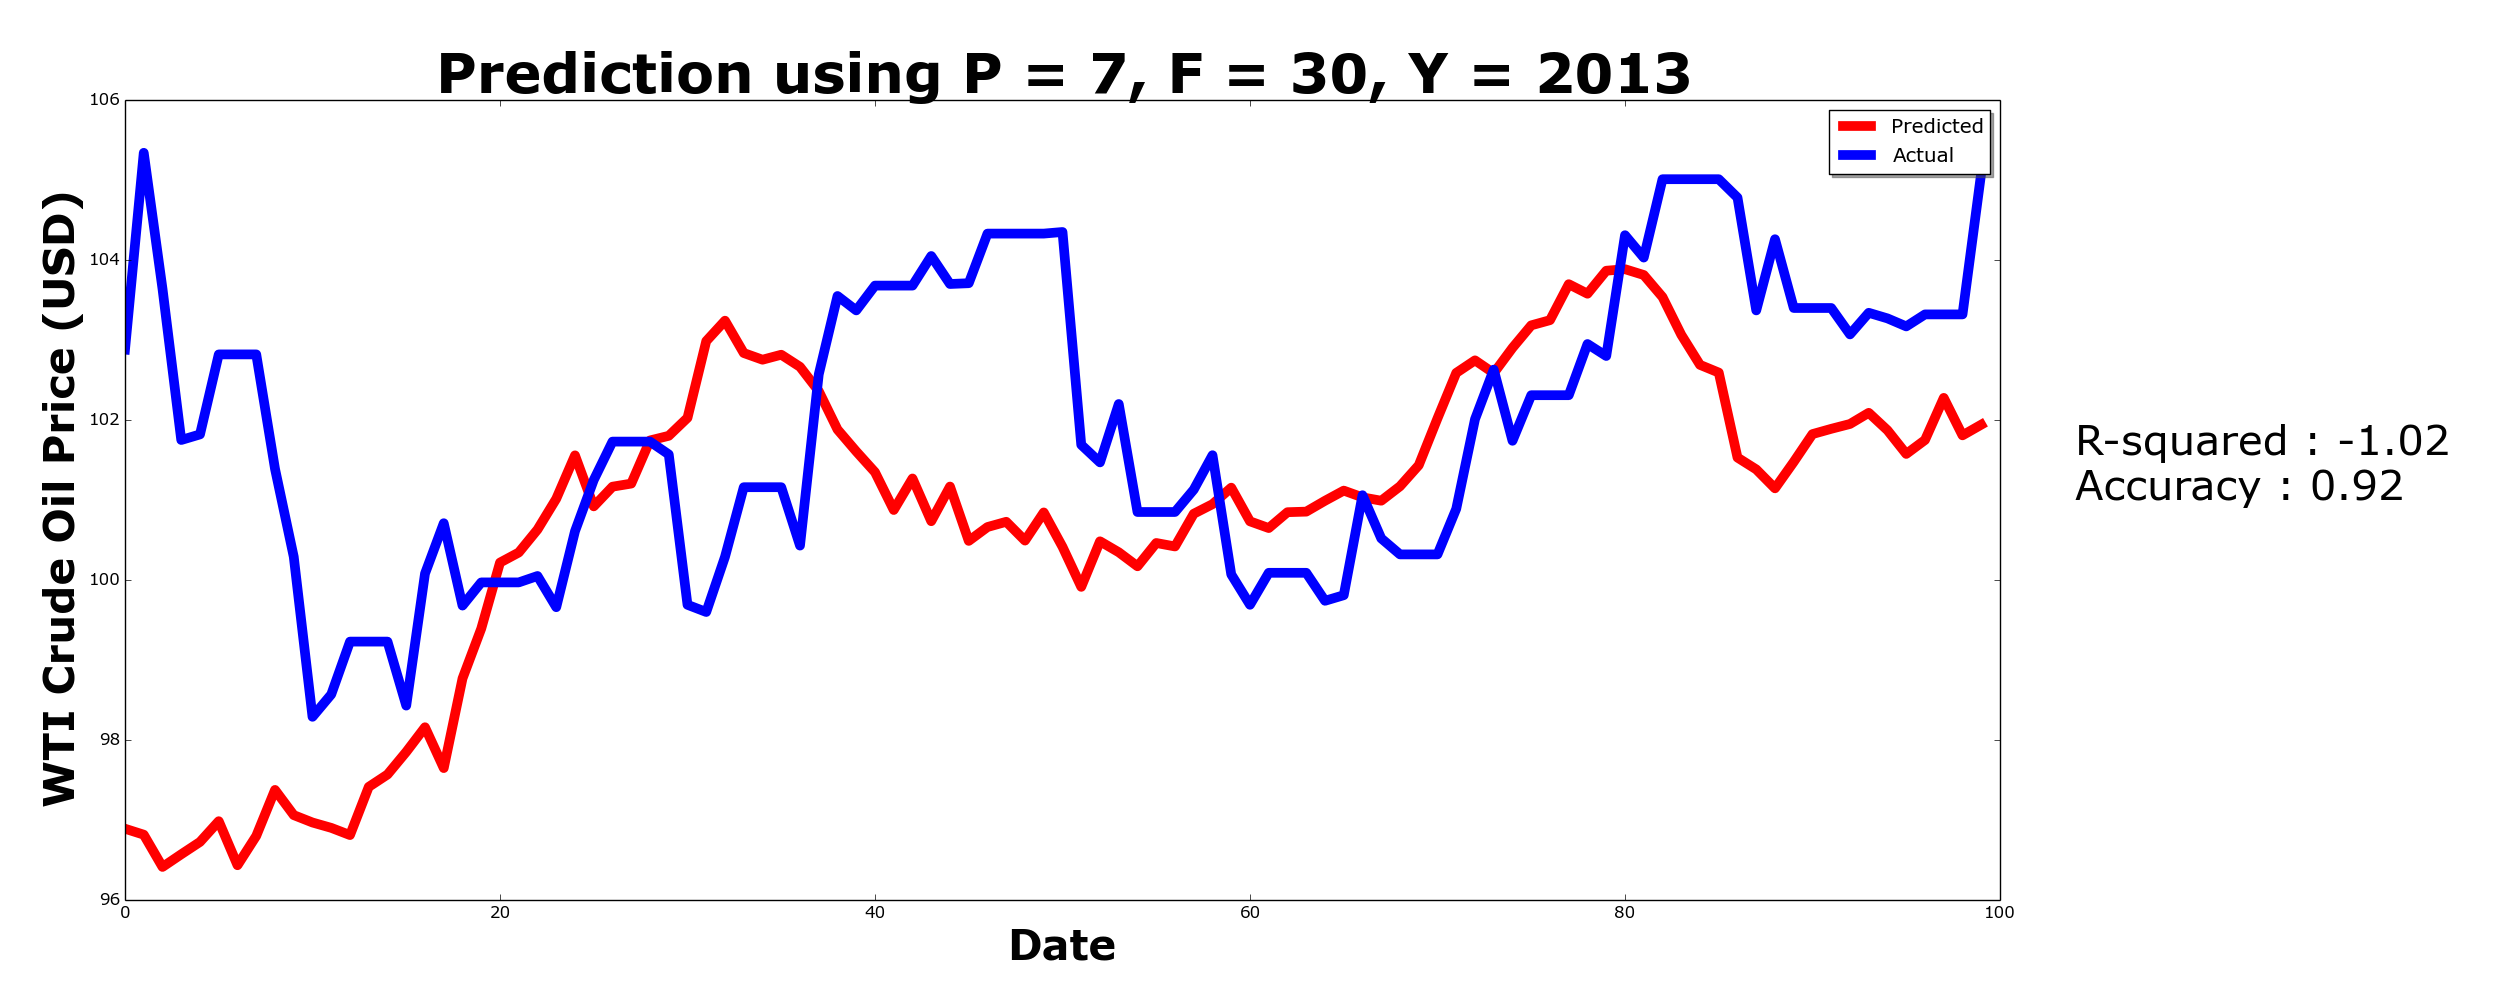 Prediction using P = 7, F = 30, Y = 2013
106
104
102
100
98
96
WTI Crude Oil Price (USD)
Predicted
Actual
R-squared : -1.02
Accuracy : 0.92
0 20 40 60 80 100
Date